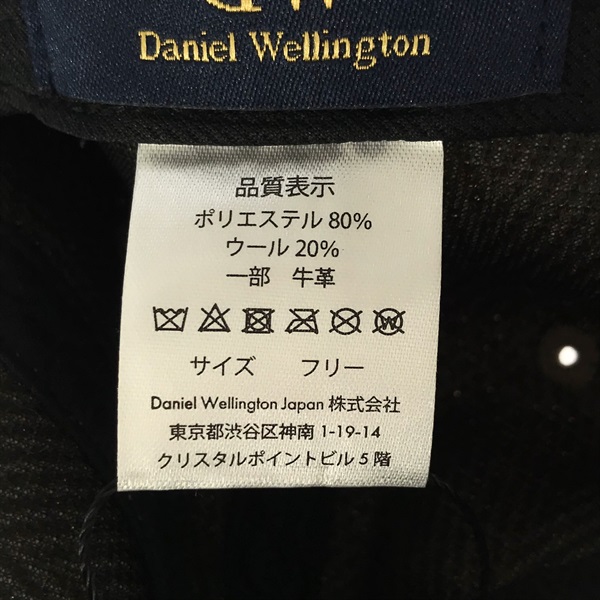 DW
Daniel Wellington
品質表示
ポリエステル 80%
ウール 20%
一部 牛革
サイズ フリー
Daniel Wellington Japan 株式会社
東京都渋谷区神南 1-19-14
クリスタルポイントビル 5 階